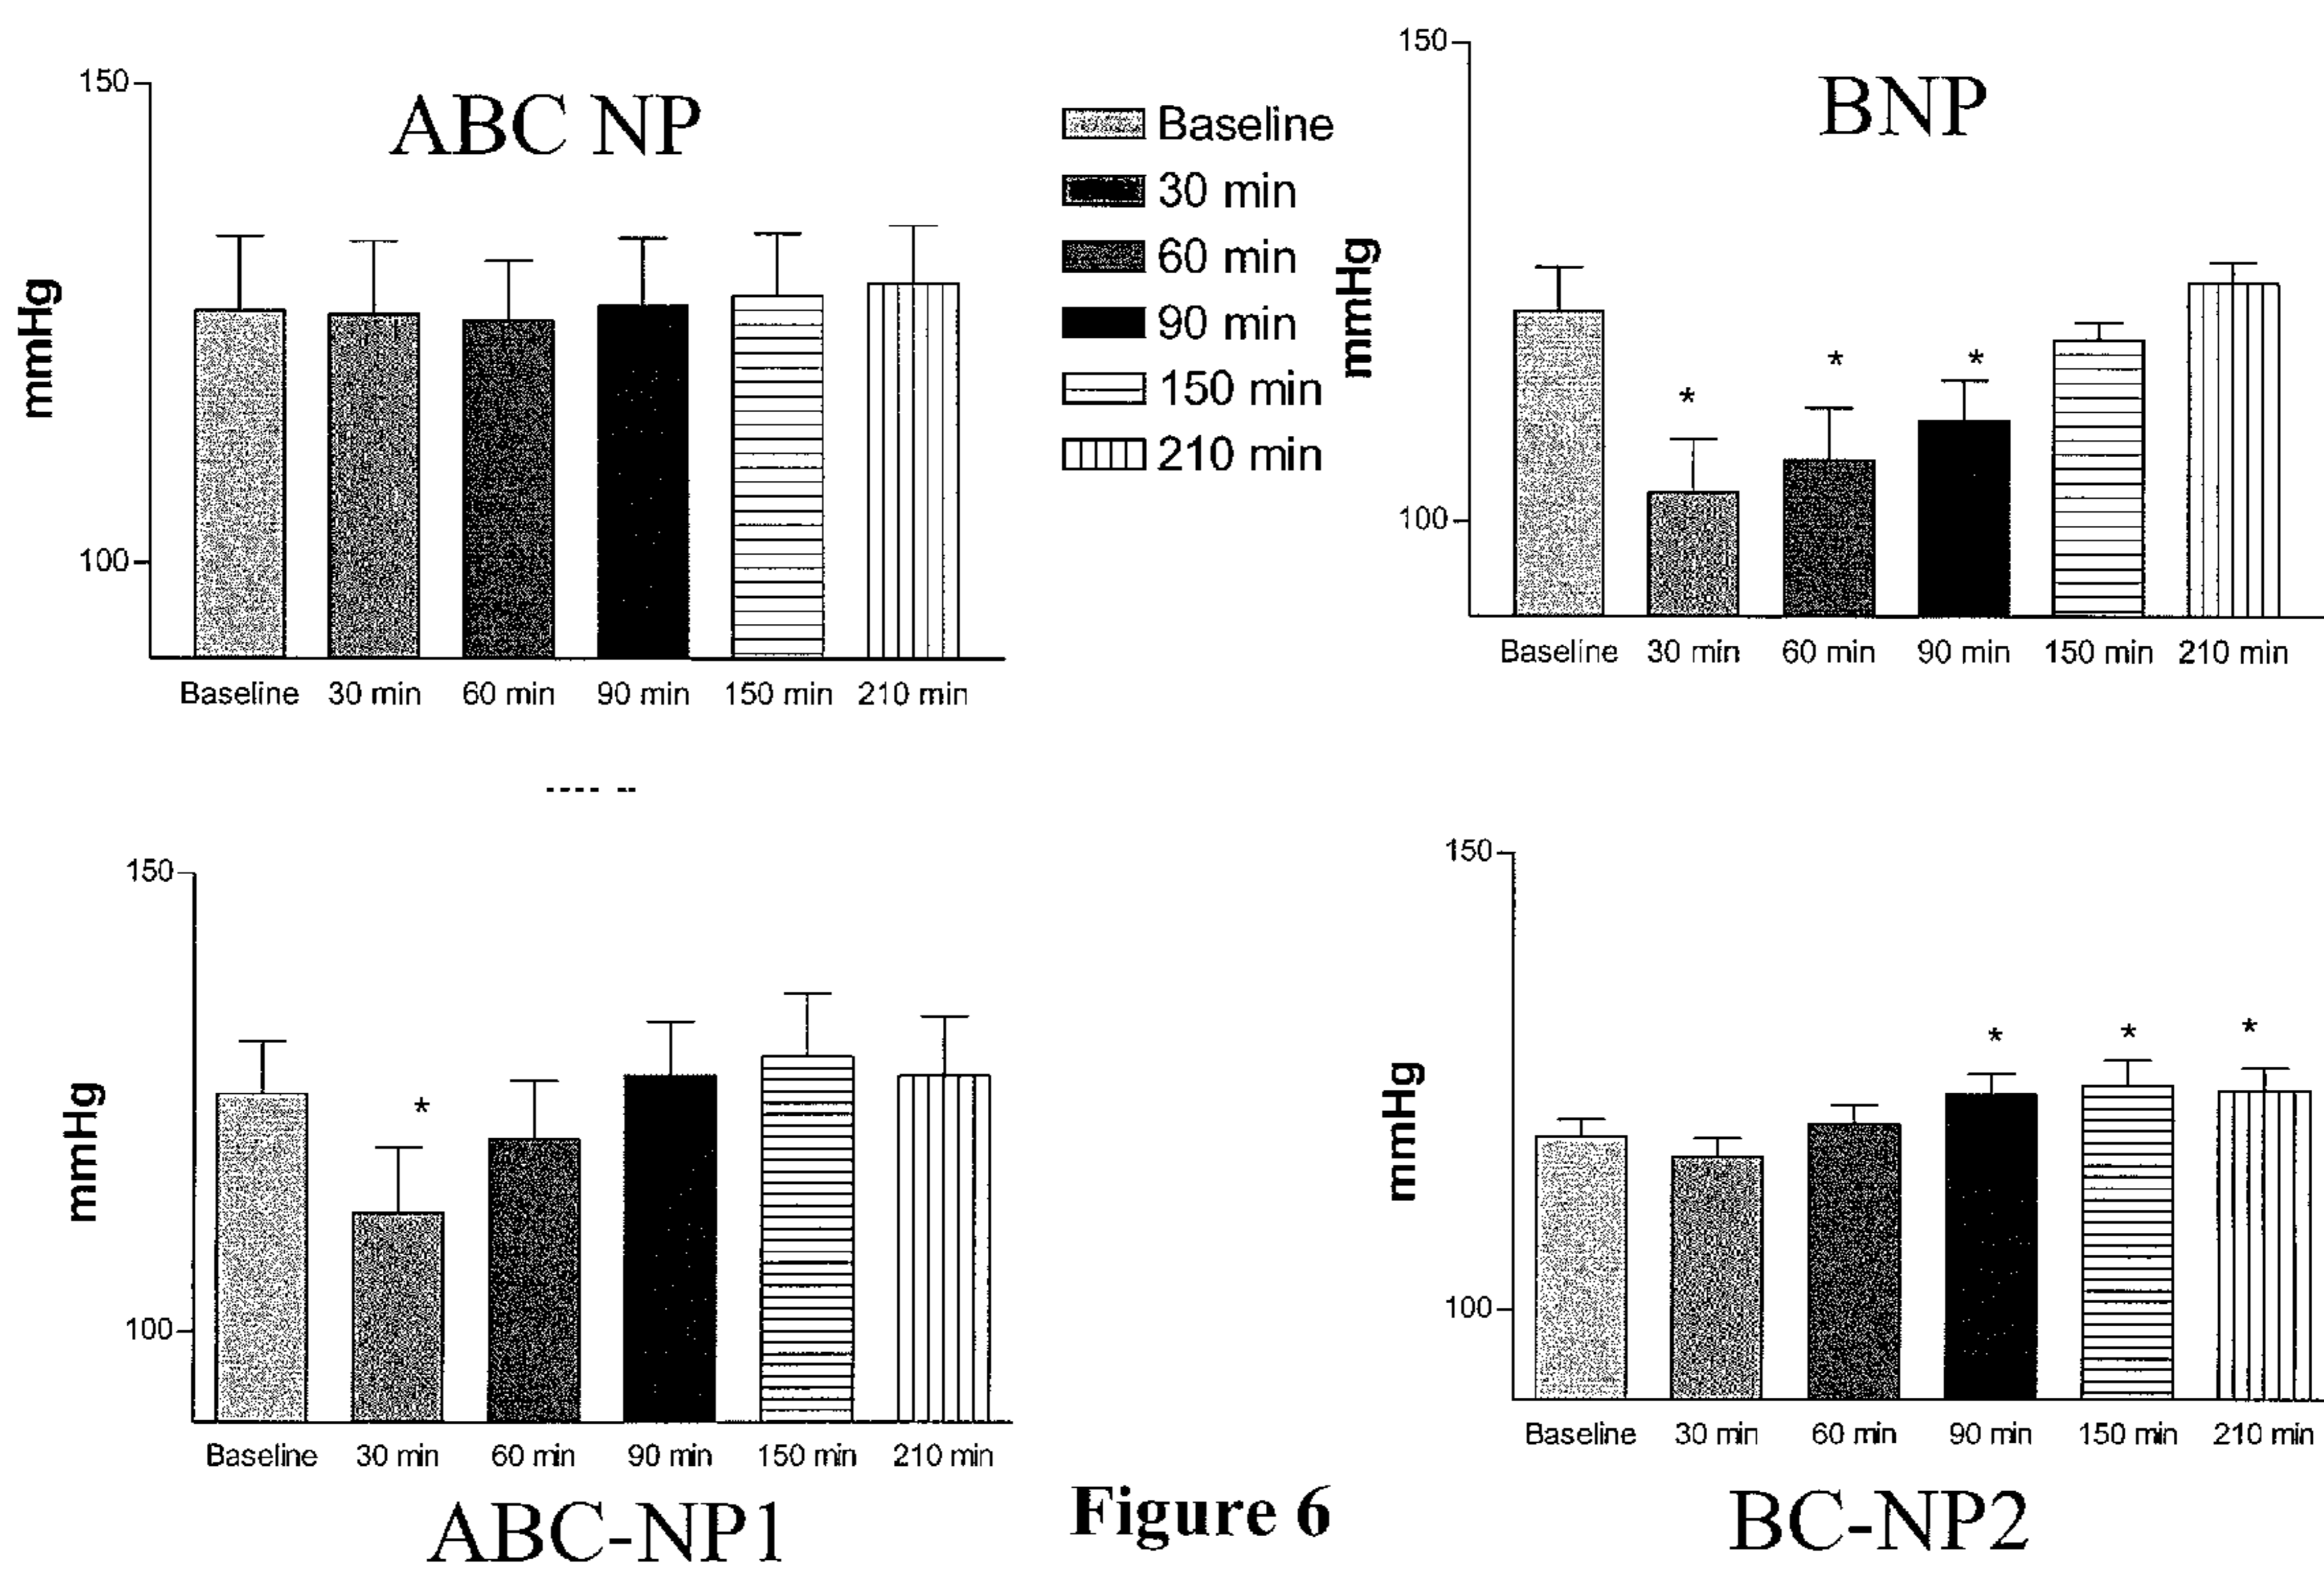 ABC NP
150
100
mmHg
Baseline 30 min 60 min 90 min 150 min 210 min
Baseline
30 min
60 min
90 min
150 min
210 min
BNP
150
100
mmHg
* * *
Baseline 30 min 60 min 90 min 150 min 210 min
150
100
mmHg
*
Baseline 30 min 60 min 90 min 150 min 210 min
ABC-NP1
150
100
mmHg
* * *
Baseline 30 min 60 min 90 min 150 min 210 min
BC-NP2
Figure 6